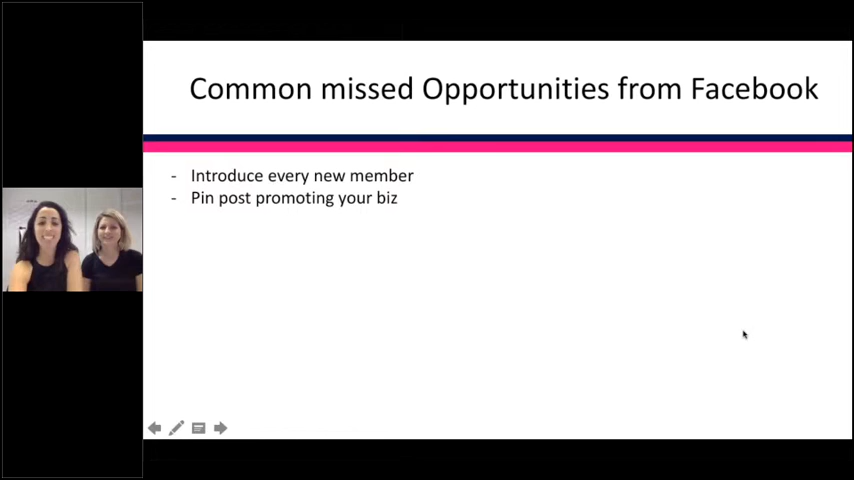 Common missed Opportunities from Facebook
- Introduce every new member
- Pin post promoting your biz